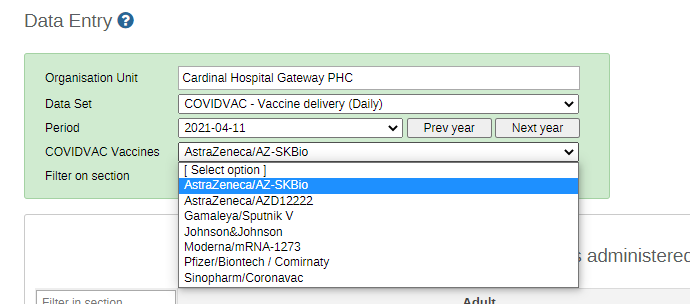 Data Entry ?
Organisation Unit Cardinal Hospital Gateway PHC
Data Set COVIDVAC - Vaccine delivery (Daily)
Period 2021-04-11 Prev year Next year
COVIDVAC Vaccines AstraZeneca/AZ-SKBio
Filter on section
[ Select option ]
AstraZeneca/AZ-SKBio
AstraZeneca/AZD12222
Gamaleya/Sputnik V
Johnson&Johnson
Moderna/mRNA-1273
Pfizer/Biontech / Comirnaty
Sinopharm/Coronavac
s administered
Filter in section
Adult